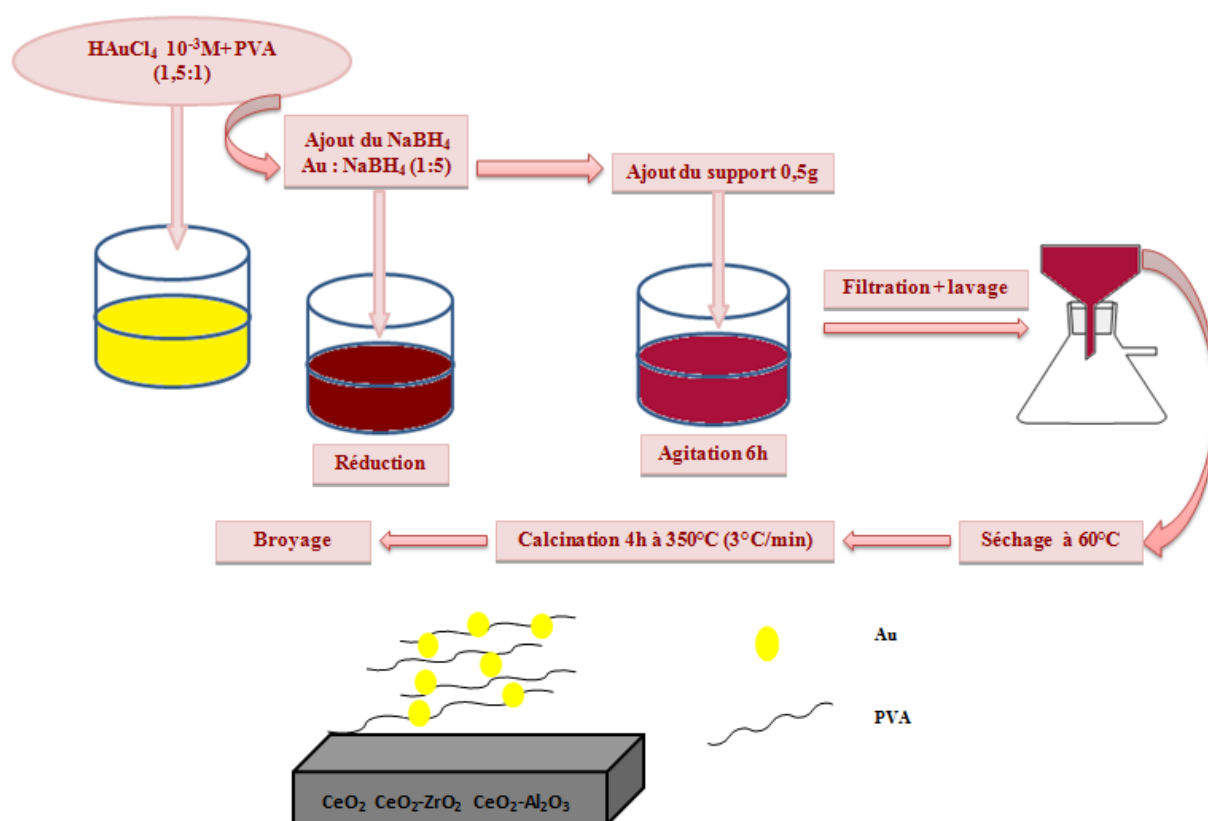 HAuCl₄ 10⁻³M+PVA
(1,5:1)
Ajout du NaBH₄
Au : NaBH₄ (1:5)
Ajout du support 0,5g
Filtration + lavage
Réduction
Agitation 6h
Broyage
Calcination 4h à 350°C (3°C/min)
Séchage à 60°C
Au
PVA
CeO₂ CeO₂-ZrO₂ CeO₂-Al₂O₃